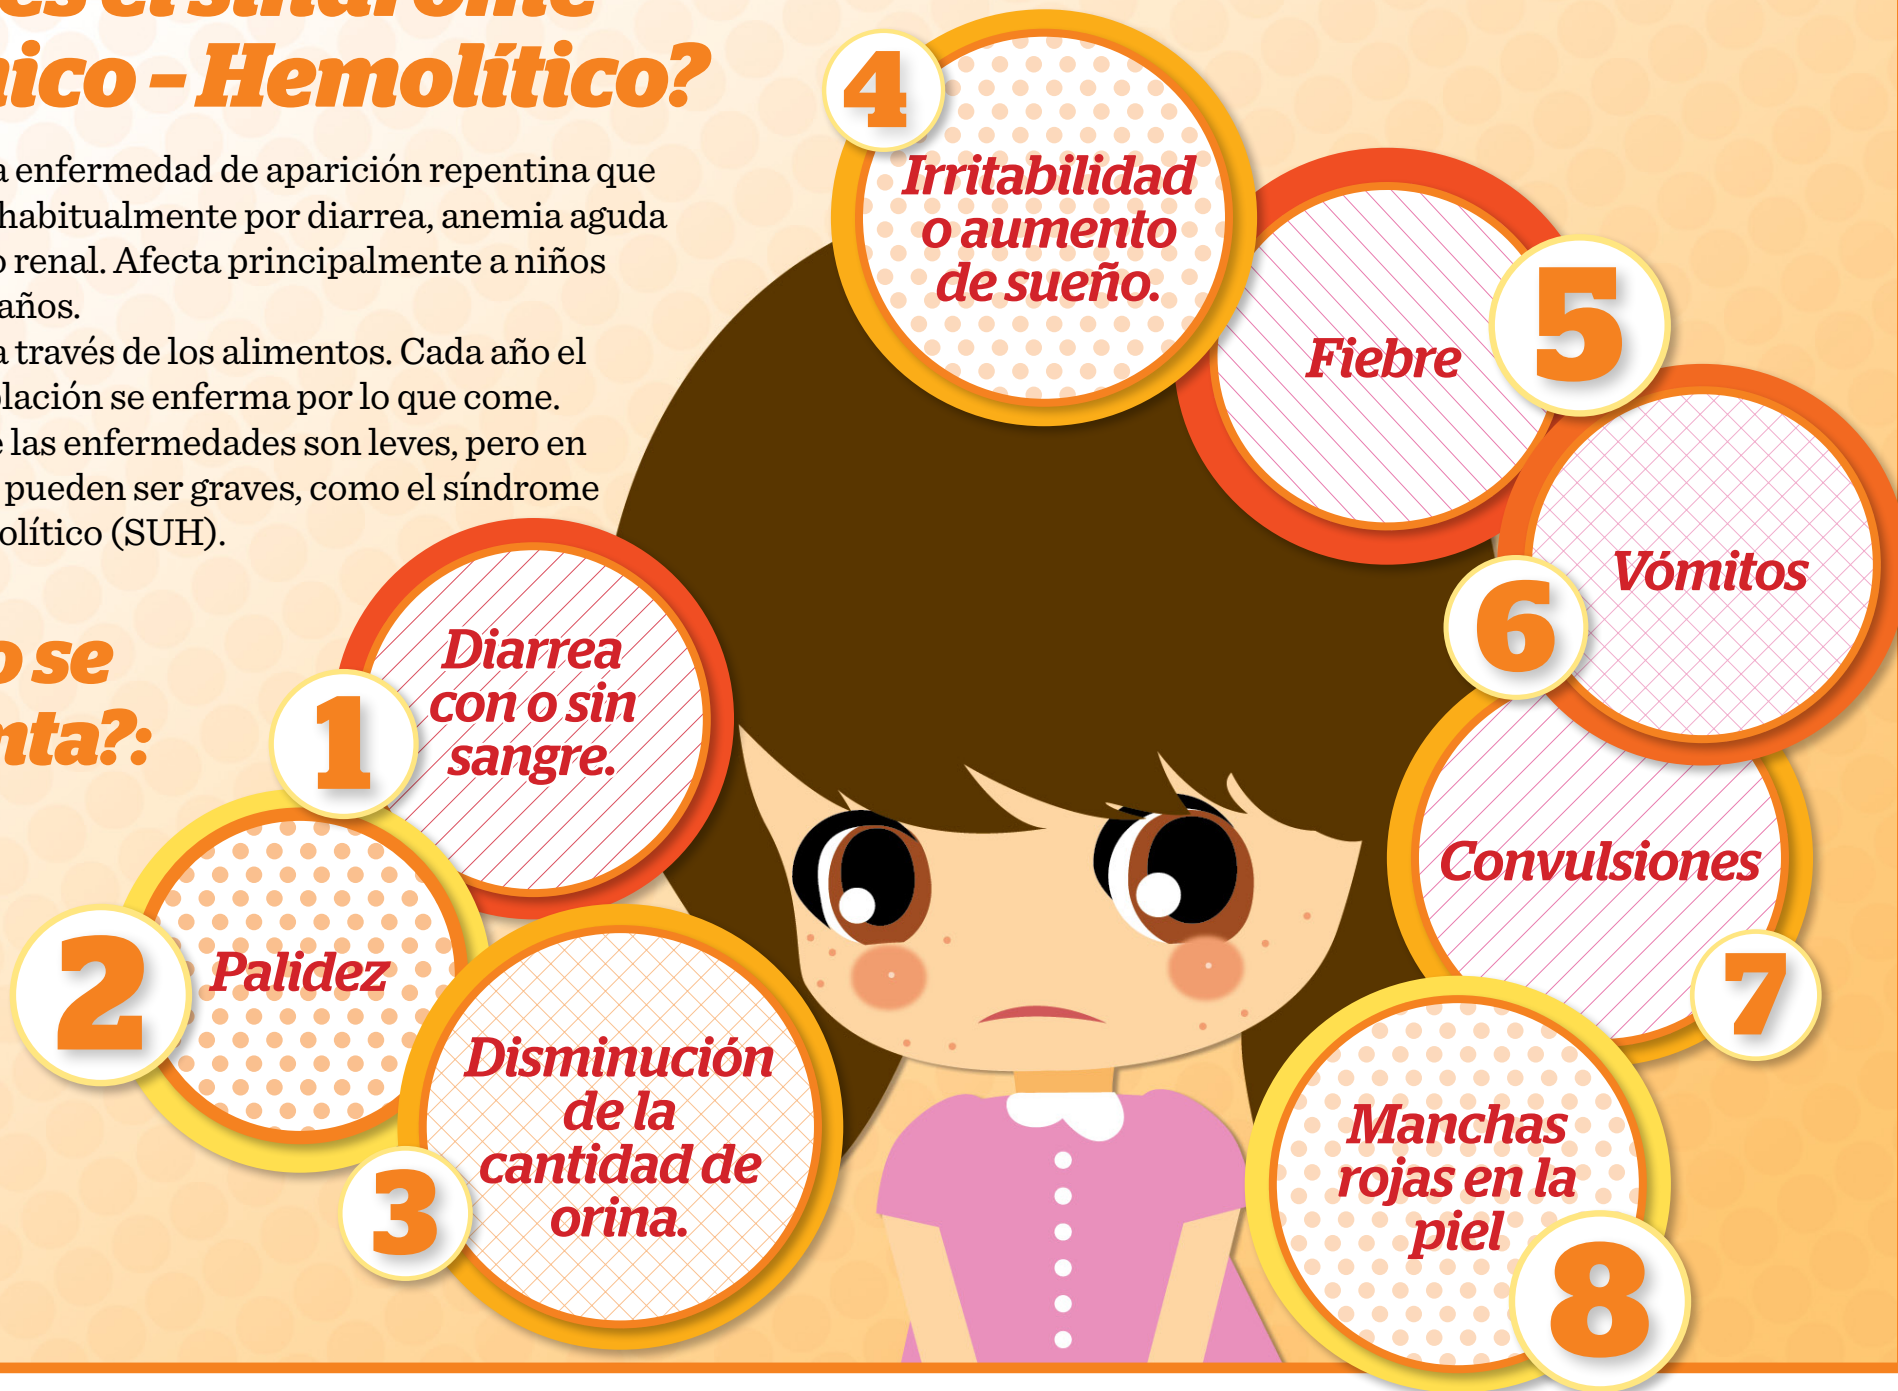 es el síndrome
ico - Hemolítico?
a enfermedad de aparición repentina que
habitualmente por diarrea, anemia aguda
o renal. Afecta principalmente a niños
años.
a través de los alimentos. Cada año el
lación se enferma por lo que come.
e las enfermedades son leves, pero en
pueden ser graves, como el síndrome
olítico (SUH).
o se
nta?:
1
Diarrea
con o sin
sangre.
2
Palidez
3
Disminución
de la
cantidad de
orina.
4
Irritabilidad
o aumento
de sueño.
5
Fiebre
6
Vómitos
7
Convulsiones
8
Manchas
rojas en la
piel